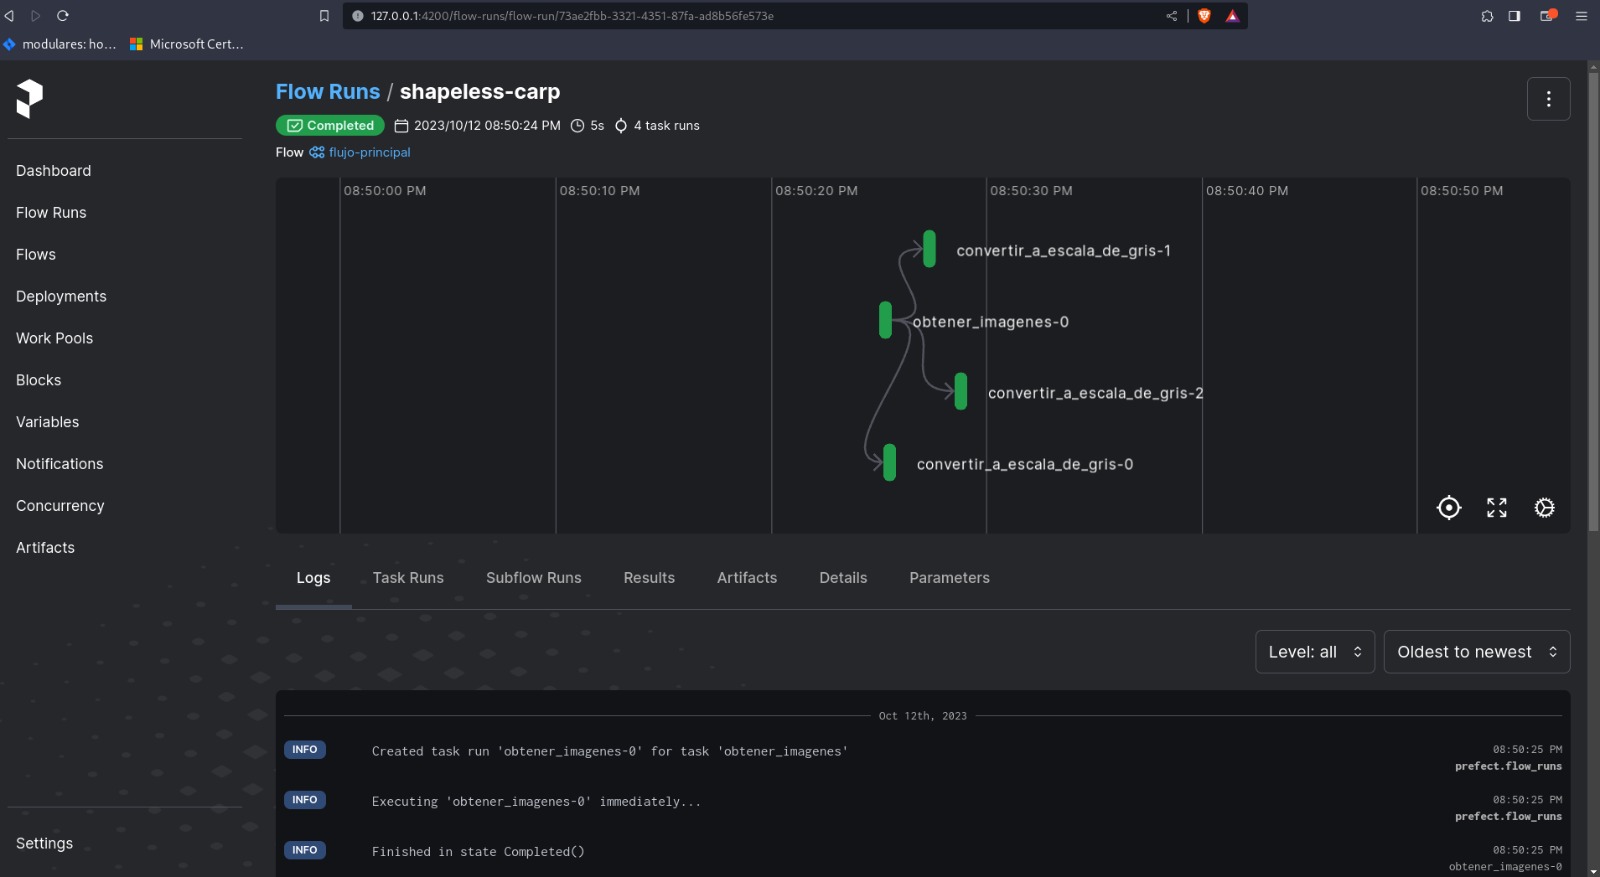 127.0.0.1:4200/flow-runs/flow-run/73ae2fbb-3321-4351-87fa-ad8b56fe573e
modulares: ho...
Microsoft Cert...
Flow Runs / shapeless-carp
Completed 2023/10/12 08:50:24 PM 5s 4 task runs
Flow flujo-principal
Dashboard
Flow Runs
Flows
Deployments
Work Pools
Blocks
Variables
Notifications
Concurrency
Artifacts
Settings
08:50:00 PM 08:50:10 PM 08:50:20 PM 08:50:30 PM 08:50:40 PM 08:50:50 PM
convertir_a_escala_de_gris-1
obtener_imagenes-0
convertir_a_escala_de_gris-2
convertir_a_escala_de_gris-0
Logs Task Runs Subflow Runs Results Artifacts Details Parameters
Level: all Oldest to newest
Oct 12th, 2023
INFO Created task run 'obtener_imagenes-0' for task 'obtener_imagenes' 08:50:25 PM
prefect.flow_runs
INFO Executing 'obtener_imagenes-0' immediately... 08:50:25 PM
prefect.flow_runs
INFO Finished in state Completed() 08:50:25 PM
obtener_imagenes-0